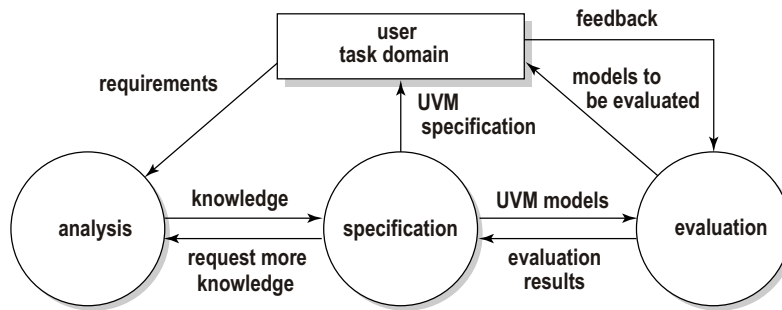 user
task domain
feedback
requirements
models to
be evaluated
UVM
specification
analysis
knowledge
request more
knowledge
specification
UVM models
evaluation
results
evaluation